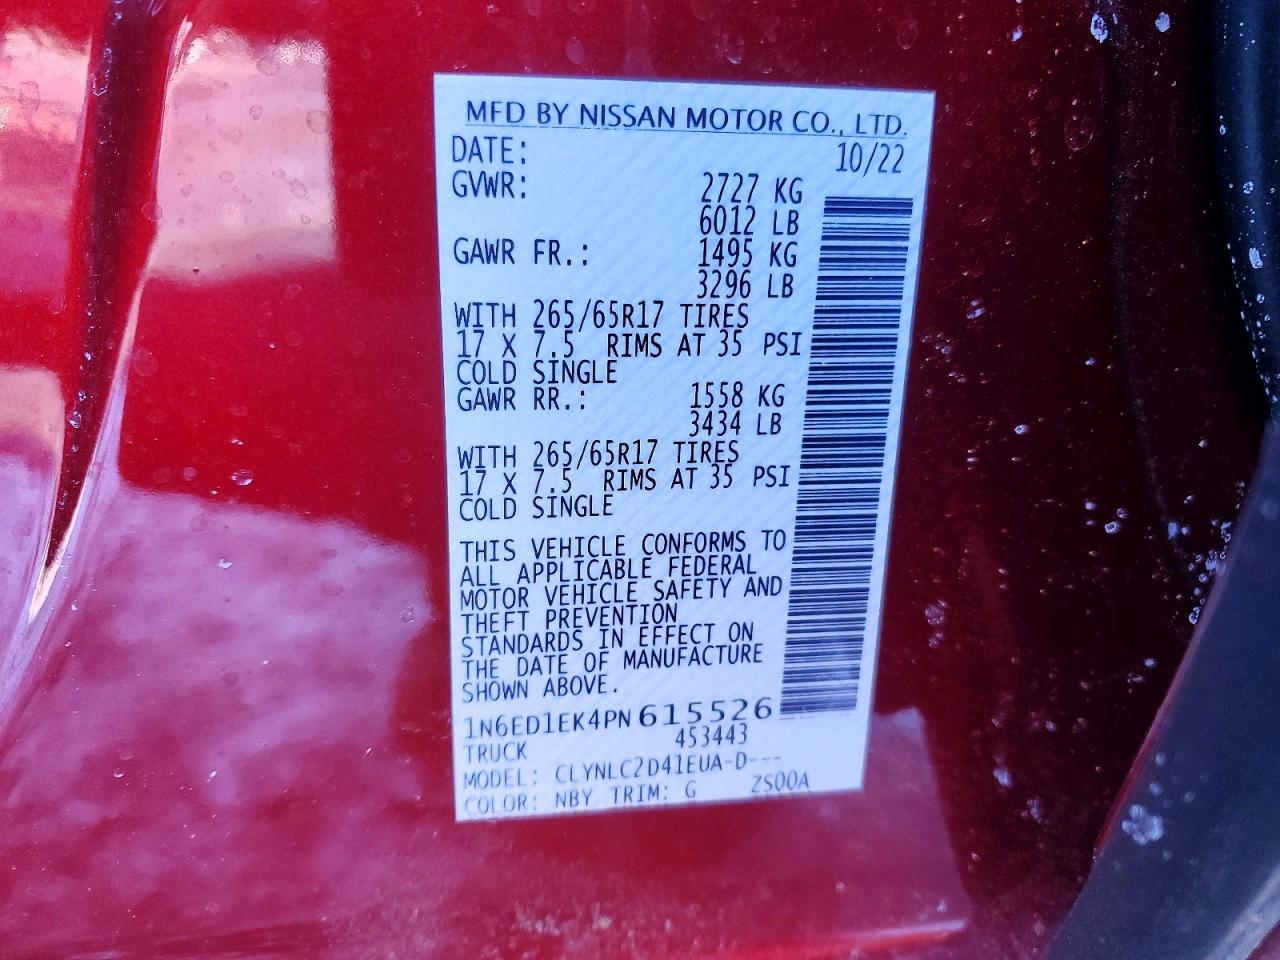 MFD BY NISSAN MOTOR CO., LTD.
DATE: 10/22
GVWR: 2727 KG
6012 LB
GAWR FR.: 1495 KG
3296 LB
WITH 265/65R17 TIRES
17 X 7.5 RIMS AT 35 PSI
COLD SINGLE
GAWR RR.: 1558 KG
3434 LB
WITH 265/65R17 TIRES
17 X 7.5 RIMS AT 35 PSI
COLD SINGLE
THIS VEHICLE CONFORMS TO
ALL APPLICABLE FEDERAL
MOTOR VEHICLE SAFETY AND
THEFT PREVENTION
STANDARDS IN EFFECT ON
THE DATE OF MANUFACTURE
SHOWN ABOVE.
1N6ED1EK4PN615526
TRUCK 453443
MODEL: CLYNLC2D41EUA-D---
COLOR: NBY TRIM: G ZS00A